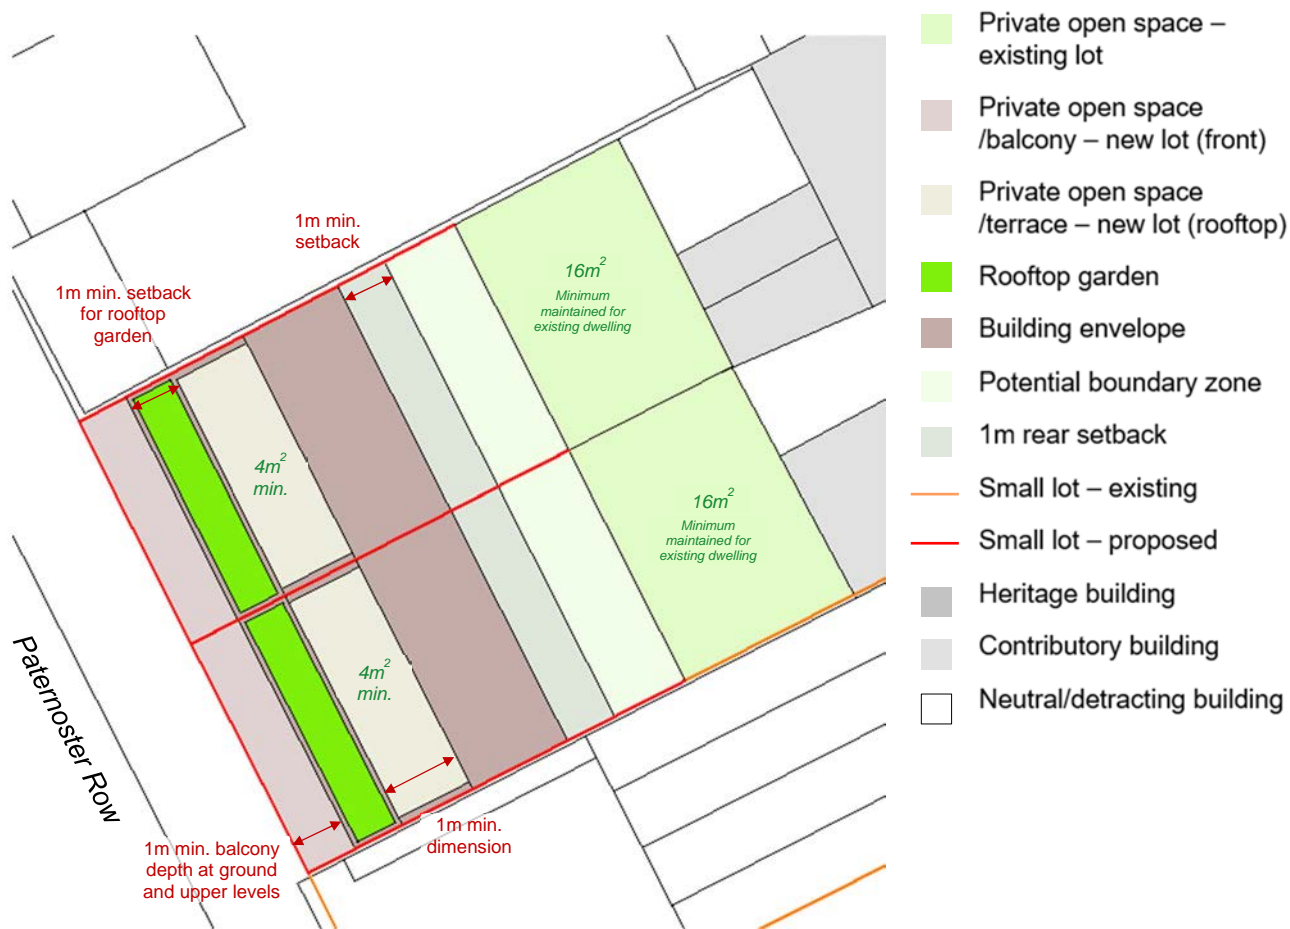 1m min.
setback
1m min. setback
for rooftop
garden
16m²
Minimum
maintained for
existing dwelling
4m²
min.
16m²
Minimum
maintained for
existing dwelling
4m²
min.
Paternoster Row
1m min.
dimension
1m min. balcony
depth at ground
and upper levels
Private open space –
existing lot
Private open space
/balcony – new lot (front)
Private open space
/terrace – new lot (rooftop)
Rooftop garden
Building envelope
Potential boundary zone
1m rear setback
Small lot – existing
Small lot – proposed
Heritage building
Contributory building
Neutral/detracting building